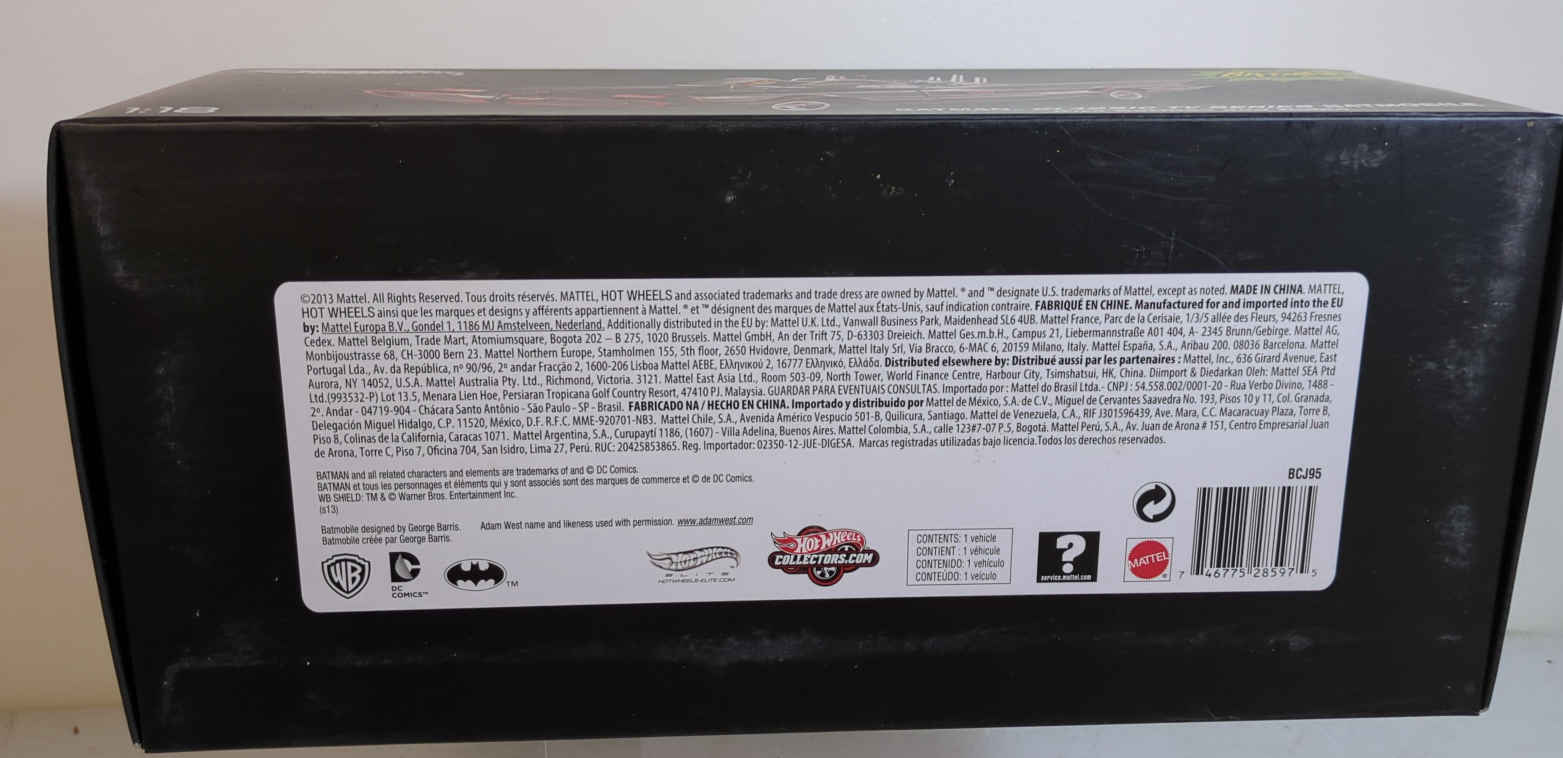 1:18
BATMAN CLASSIC TV SERIES BATMOBILE
©2013 Mattel. All Rights Reserved. Tous droits réservés. MATTEL, HOT WHEELS and associated trademarks and trade dress are owned by Mattel. ® and ™ designate U.S. trademarks of Mattel, except as noted. MADE IN CHINA. MATTEL,
HOT WHEELS ainsi que les marques et designs y afférents appartiennent à Mattel. ® et ™ désignent des marques de Mattel aux États-Unis, sauf indication contraire. FABRIQUÉ EN CHINE. Manufactured for and imported into the EU
by: Mattel Europa B.V., Gondel 1, 1186 MJ Amstelveen, Nederland. Additionally distributed in the EU by: Mattel U.K. Ltd., Vanwall Business Park, Maidenhead SL6 4UB. Mattel France, Parc de la Cerisaie, 1/3/5 allée des Fleurs, 94263 Fresnes
Cedex. Mattel Belgium, Trade Mart, Atomiumsquare, Bogota 202 – B 275, 1020 Brussels. Mattel GmbH, An der Trift 75, D-63303 Dreieich. Mattel Ges.m.b.H., Campus 21, Liebermannstraße A01 404, A- 2345 Brunn/Gebirge. Mattel AG,
Monbijoustrasse 68, CH-3000 Bern 23. Mattel Northern Europe, Stamholmen 155, 5th floor, 2650 Hvidovre, Denmark, Mattel Italy Srl, Via Bracco, 6-MAC 6, 20159 Milano, Italy. Mattel España, S.A., Aribau 200. 08036 Barcelona. Mattel
Portugal Lda., Av. da República, nº 90/96, 2º andar Fracção 2, 1600-206 Lisboa Mattel AEBE, Ελληνικού 2, 16777 Ελληνικό, Ελλάδα. Distributed elsewhere by: Distribué aussi par les partenaires : Mattel, Inc., 636 Girard Avenue, East
Aurora, NY 14052, U.S.A. Mattel Australia Pty. Ltd., Richmond, Victoria. 3121. Mattel East Asia Ltd., Room 503-09, North Tower, World Finance Centre, Harbour City, Tsimshatsui, HK, China. Diimport & Diedarkan Oleh: Mattel SEA Ptd
Ltd.(993532-P) Lot 13.5, Menara Lien Hoe, Persiaran Tropicana Golf Country Resort, 47410 PJ. Malaysia. GUARDAR PARA EVENTUAIS CONSULTAS. Importado por : Mattel do Brasil Ltda.- CNPJ : 54.558.002/0001-20 - Rua Verbo Divino, 1488 -
2º. Andar - 04719-904 - Chácara Santo Antônio - São Paulo - SP - Brasil. FABRICADO NA / HECHO EN CHINA. Importado y distribuido por Mattel de México, S.A. de C.V., Miguel de Cervantes Saavedra No. 193, Pisos 10 y 11, Col. Granada,
Delegación Miguel Hidalgo, C.P. 11520, México, D.F. R.F.C. MME-920701-NB3. Mattel Chile, S.A., Avenida Américo Vespucio 501-B, Quilicura, Santiago. Mattel de Venezuela, C.A., RIF J301596439, Ave. Mara, C.C. Macaracuay Plaza, Torre B,
Piso 8, Colinas de la California, Caracas 1071. Mattel Argentina, S.A., Curupaytí 1186, (1607) - Villa Adelina, Buenos Aires. Mattel Colombia, S.A., calle 123#7-07 P.5, Bogotá. Mattel Perú, S.A., Av. Juan de Arona # 151, Centro Empresarial Juan
de Arona, Torre C, Piso 7, Oficina 704, San Isidro, Lima 27, Perú. RUC: 20425853865. Reg. Importador: 02350-12-JUE-DIGESA. Marcas registradas utilizadas bajo licencia.Todos los derechos reservados.
BATMAN and all related characters and elements are trademarks of and © DC Comics.
BATMAN et tous les personnages et éléments qui y sont associés sont des marques de commerce et © de DC Comics.
WB SHIELD: TM & © Warner Bros. Entertainment Inc.
(s13)
BCJ95
Batmobile designed by George Barris. Adam West name and likeness used with permission. www.adamwest.com
Batmobile créée par George Barris.
WB
DC
COMICS™
TM
HOT WHEELS
ELITE
HOTWHEELS-ELITE.COM
HOT WHEELS
COLLECTORS.COM
CONTENTS: 1 vehicle
CONTIENT : 1 véhicule
CONTENIDO: 1 vehículo
CONTEÚDO: 1 veículo
?
service.mattel.com
MATTEL ®
7 46775 28597 5